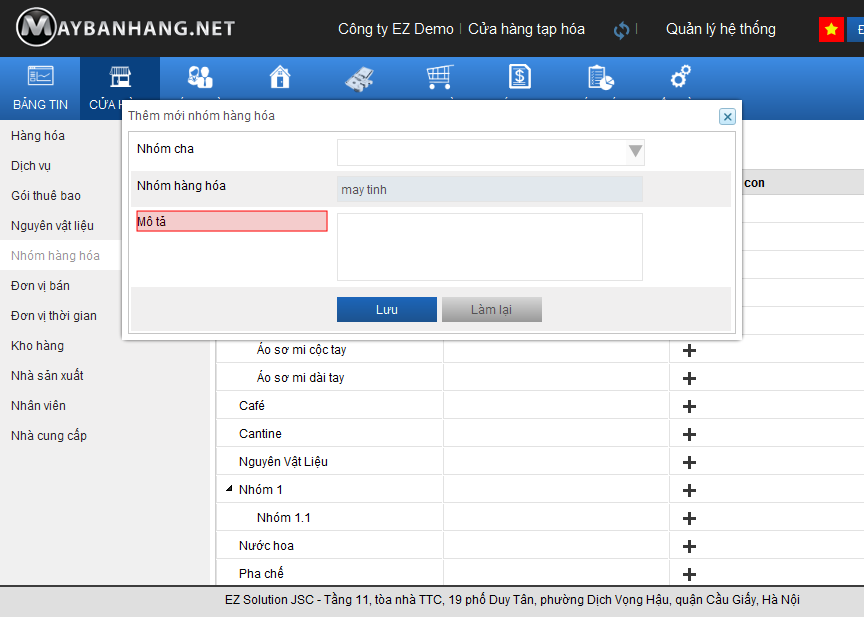 MAYBANHANG.NET
Công ty EZ Demo Cửa hàng tạp hóa Quản lý hệ thống
BẢNG TIN
Thêm mới nhóm hàng hóa
Nhóm cha
Nhóm hàng hóa may tinh
Mô tả
Lưu Làm lại
Hàng hóa
Dịch vụ
Gói thuê bao
Nguyên vật liệu
Nhóm hàng hóa
Đơn vị bán
Đơn vị thời gian
Kho hàng
Nhà sản xuất
Nhân viên
Nhà cung cấp
con
Áo sơ mi cộc tay
Áo sơ mi dài tay
Café
Cantine
Nguyên Vật Liệu
Nhóm 1
Nhóm 1.1
Nước hoa
Pha chế
EZ Solution JSC - Tầng 11, tòa nhà TTC, 19 phố Duy Tân, phường Dịch Vọng Hậu, quận Cầu Giấy, Hà Nội